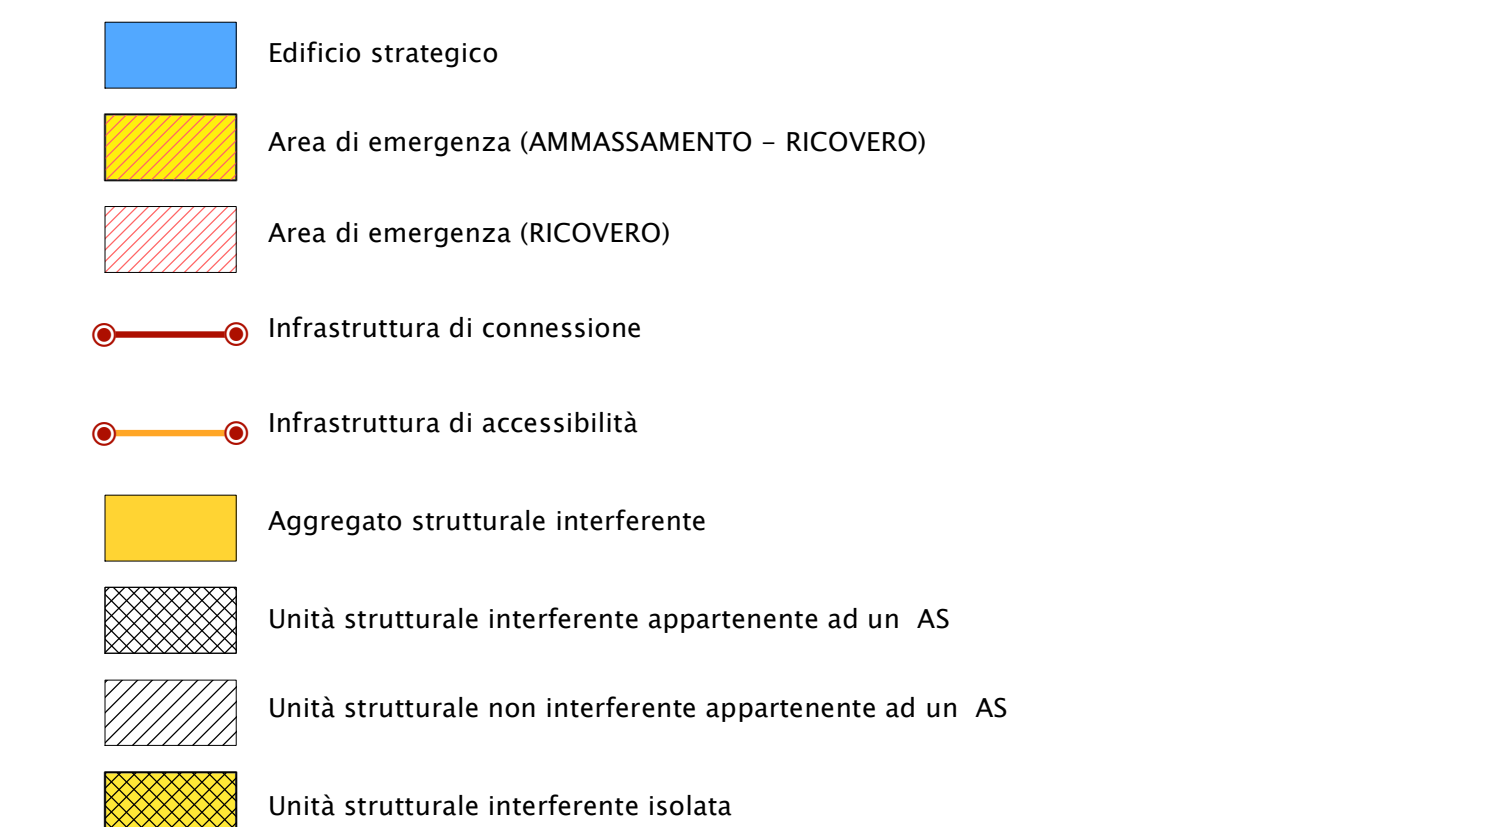 Edificio strategico
Area di emergenza (AMMASSAMENTO - RICOVERO)
Area di emergenza (RICOVERO)
Infrastruttura di connessione
Infrastruttura di accessibilità
Aggregato strutturale interferente
Unità strutturale interferente appartenente ad un  AS
Unità strutturale non interferente appartenente ad un  AS
Unità strutturale interferente isolata